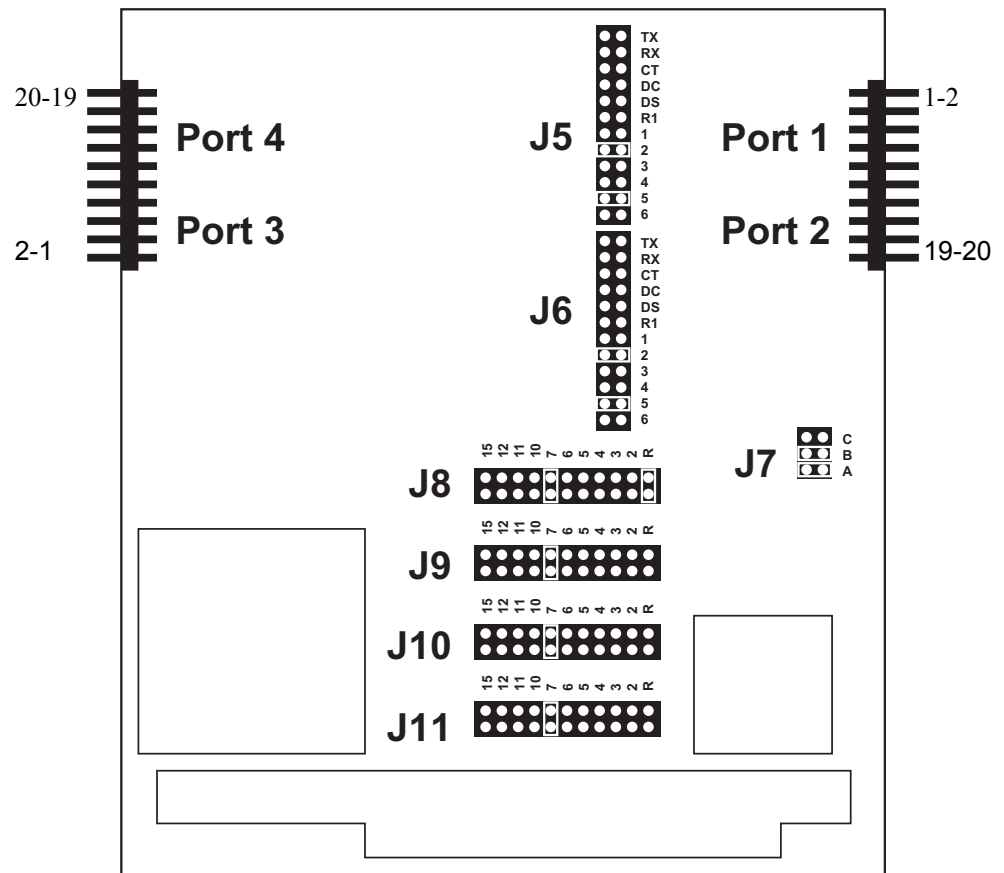 TX
RX
CT
DC
DS
R1
1
2
3
4
5
6
J5
20-19
Port 4
Port 3
2-1
1-2
Port 1
Port 2
19-20
TX
RX
CT
DC
DS
R1
1
2
3
4
5
6
J6
C
B
A
J7
15 12 11 10 7 6 5 4 3 2 R
J8
15 12 11 10 7 6 5 4 3 2 R
J9
15 12 11 10 7 6 5 4 3 2 R
J10
15 12 11 10 7 6 5 4 3 2 R
J11